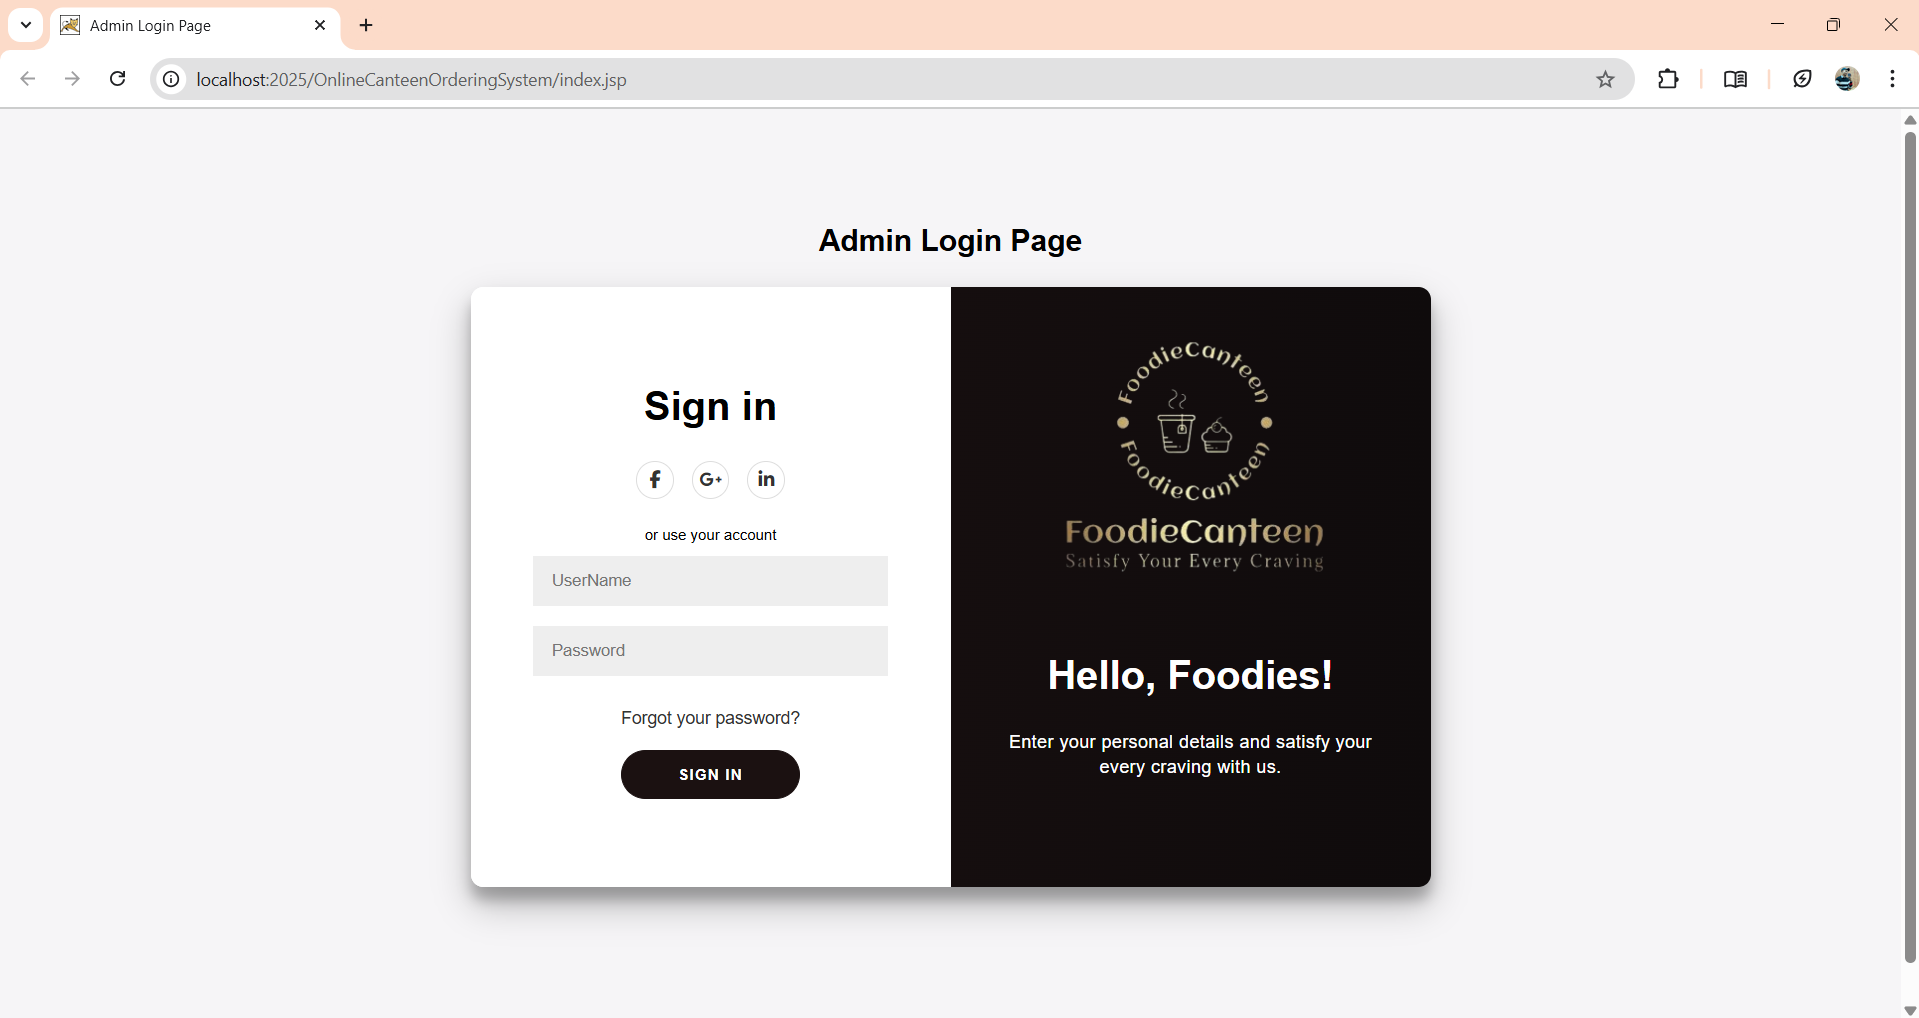 Admin Login Page
localhost:2025/OnlineCanteenOrderingSystem/index.jsp
Admin Login Page
Sign in
f
G+
in
or use your account
UserName
Password
Forgot your password?
SIGN IN
FoodieCanteen
FoodieCanteen
FoodieCanteen
Satisfy Your Every Craving
Hello, Foodies!
Enter your personal details and satisfy your
every craving with us.